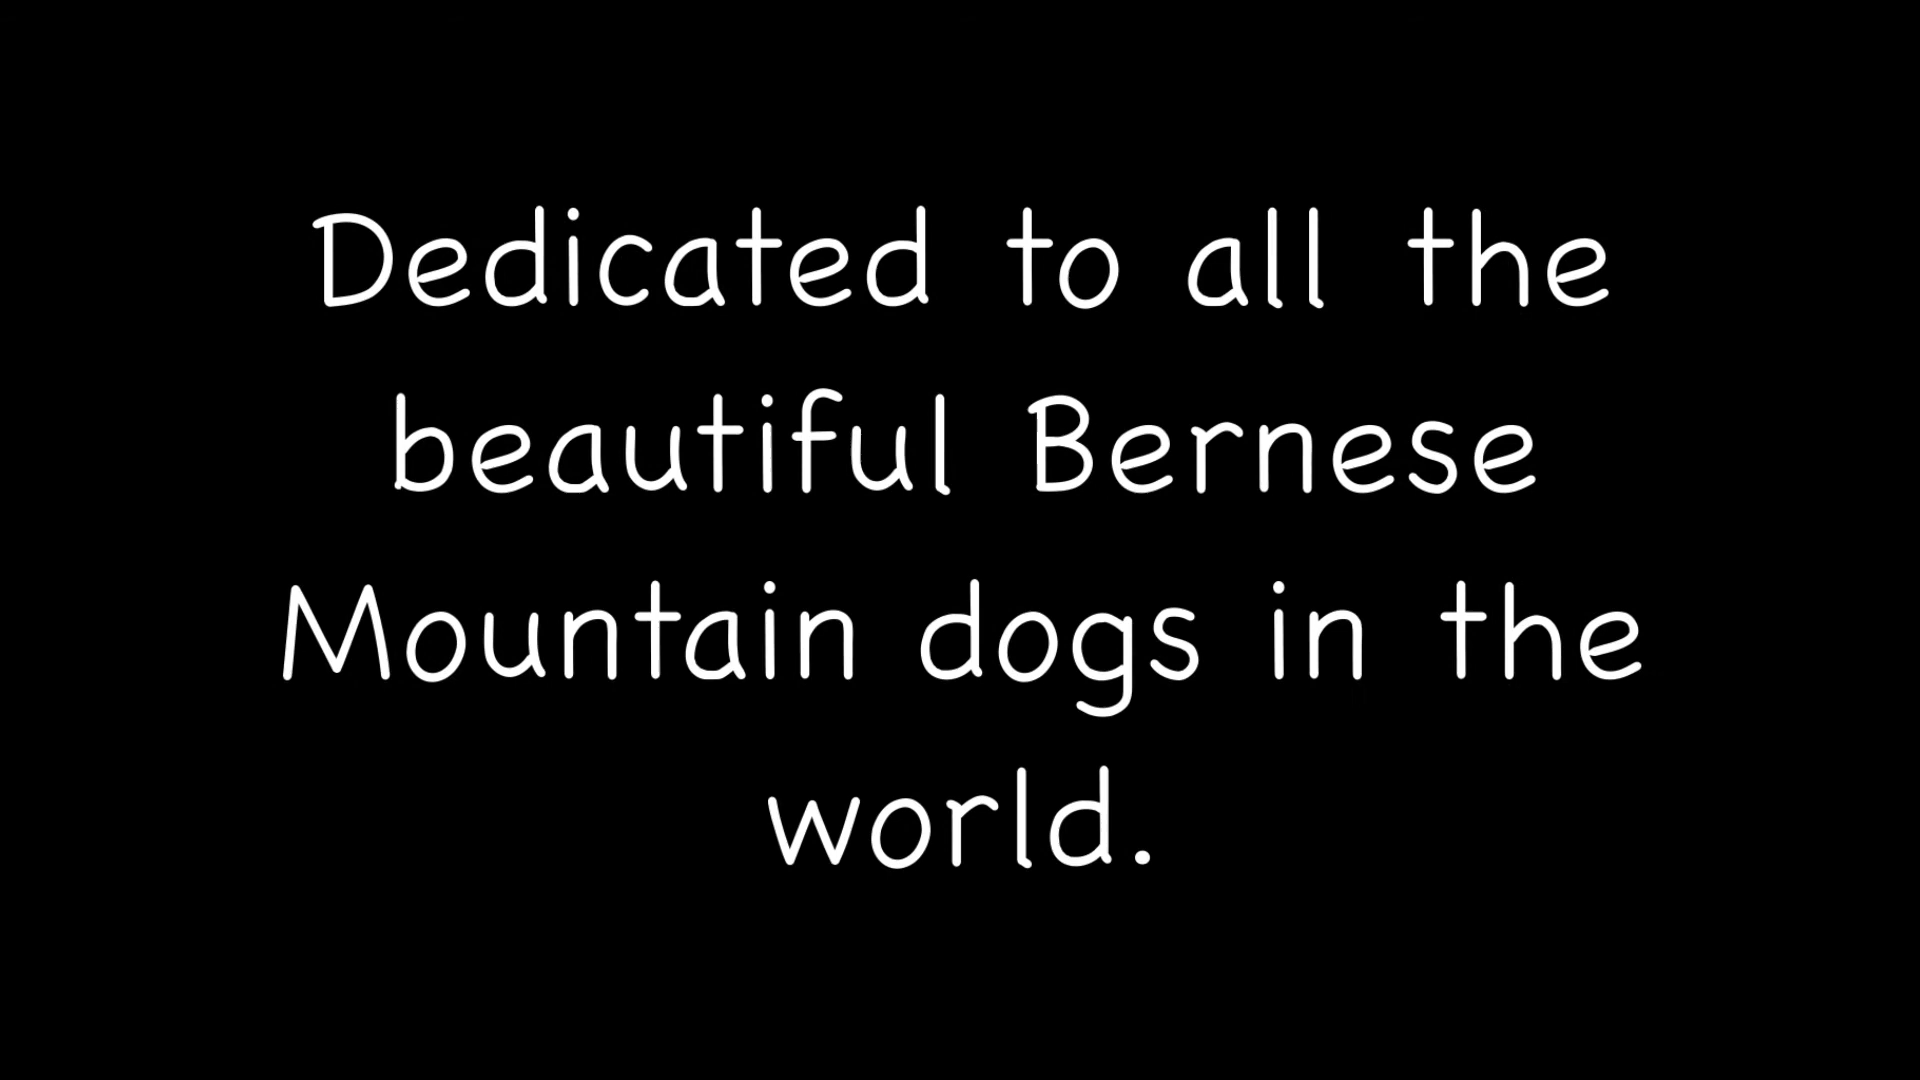 Dedicated to all the
beautiful Bernese
Mountain dogs in the
world.